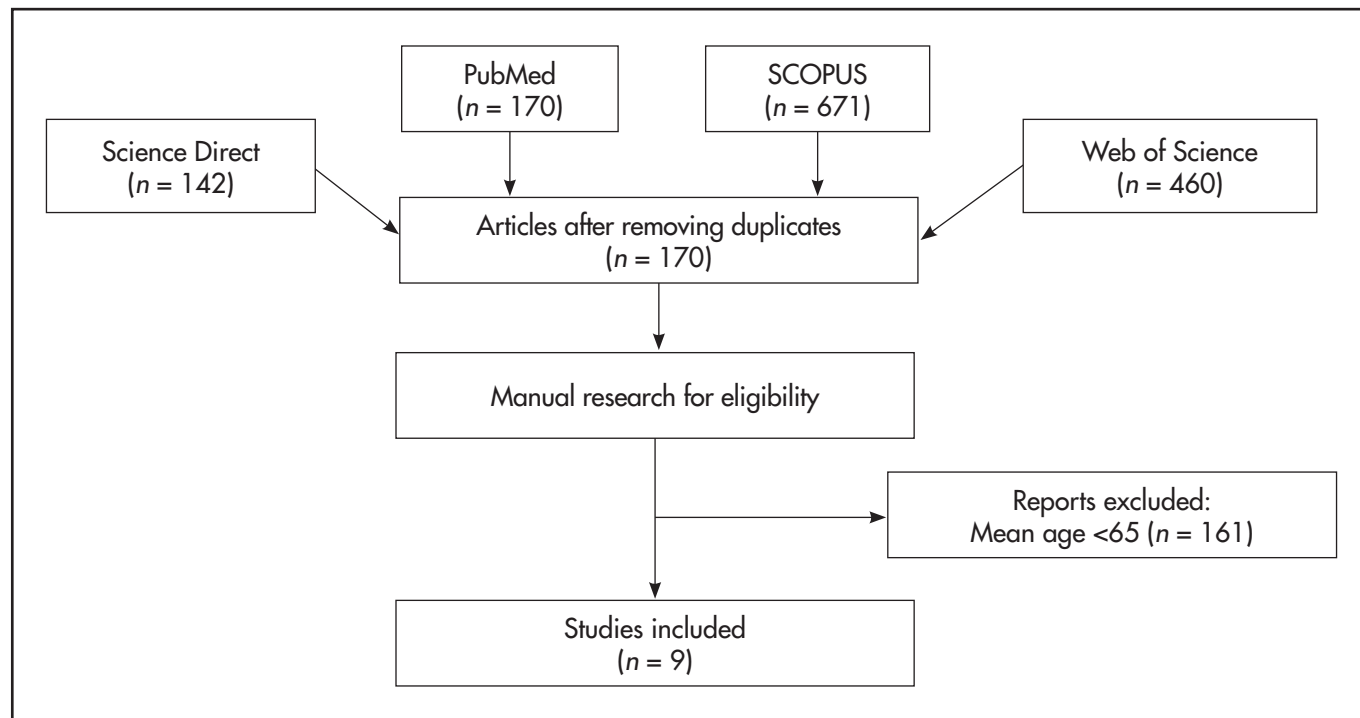 PubMed
(n = 170)
SCOPUS
(n = 671)
Science Direct
(n = 142)
Web of Science
(n = 460)
Articles after removing duplicates
(n = 170)
Manual research for eligibility
Reports excluded:
Mean age <65 (n = 161)
Studies included
(n = 9)